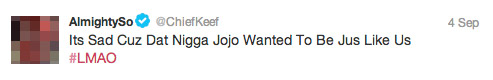 AlmightySo @ChiefKeef 4 Sep
Its Sad Cuz Dat Nigga Jojo Wanted To Be Jus Like Us
#LMAO